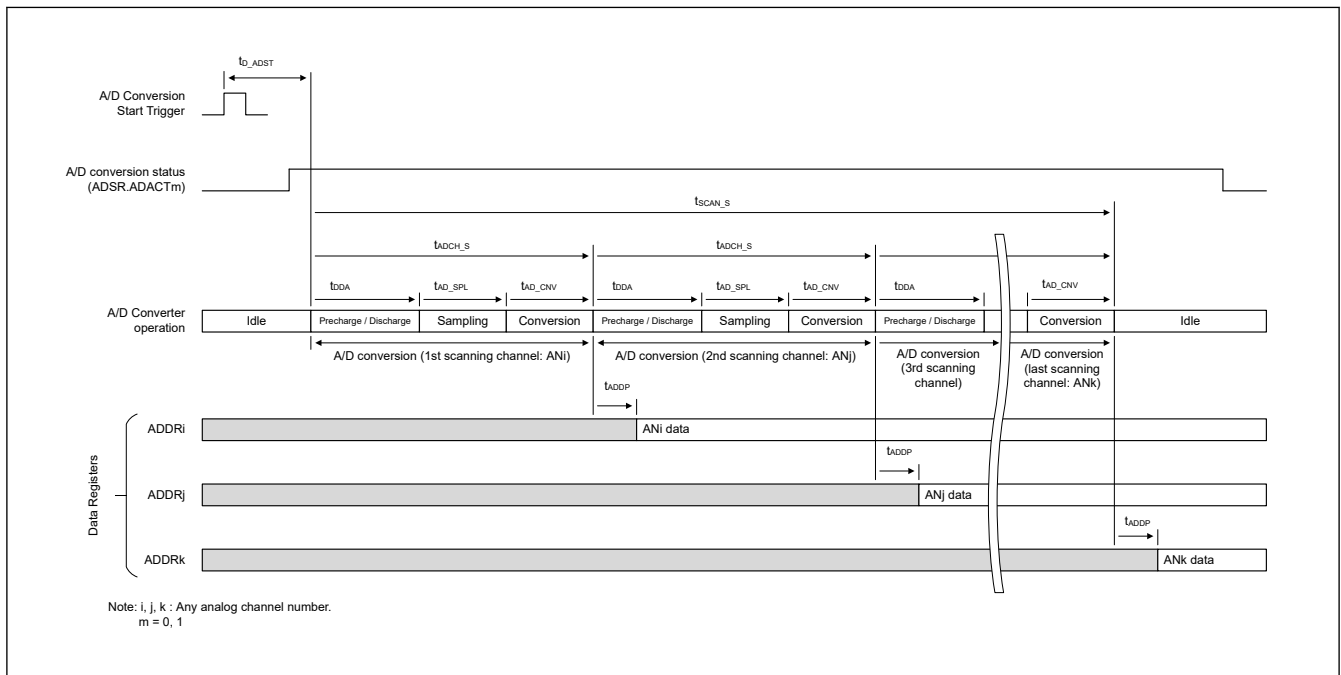 tD_ADST
A/D Conversion
Start Trigger
A/D conversion status
(ADSR.ADACTm)
tSCAN_S
tADCH_S
tADCH_S
tDDA
tAD_SPL
tAD_CNV
tDDA
tAD_SPL
tAD_CNV
tDDA
tAD_CNV
A/D Converter
operation
Idle
Precharge / Discharge
Sampling
Conversion
Precharge / Discharge
Sampling
Conversion
Precharge / Discharge
Conversion
Idle
A/D conversion (1st scanning channel: ANi)
A/D conversion (2nd scanning channel: ANj)
A/D conversion
(3rd scanning
channel)
A/D conversion
(last scanning
channel: ANk)
tADDP
ADDRi
ANi data
tADDP
Data Registers
ADDRj
ANj data
tADDP
ADDRk
ANk data
Note: i, j, k : Any analog channel number.
m = 0, 1